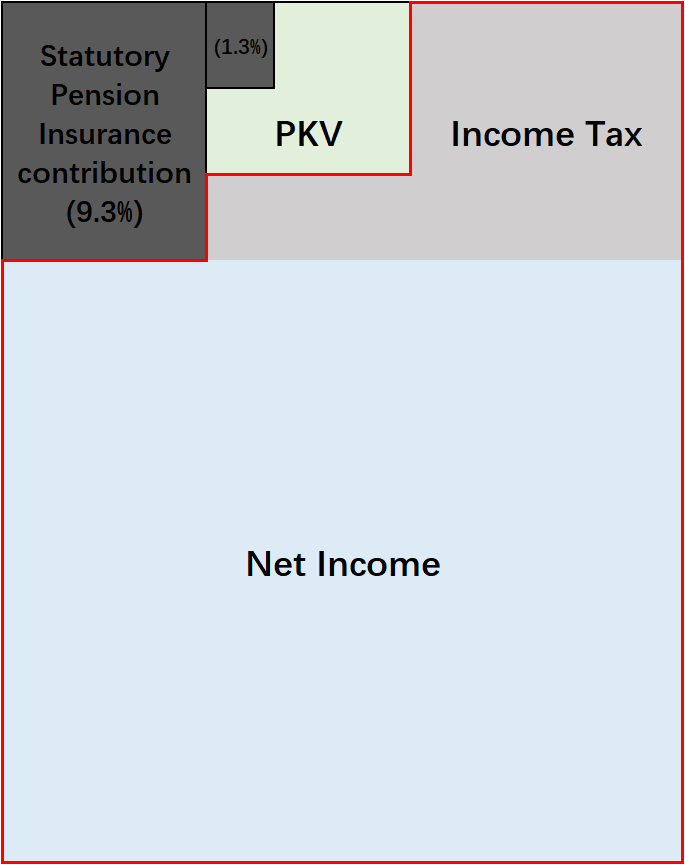 Statutory
Pension
Insurance
contribution
(9.3%)
(1.3%)
PKV
Income Tax
Net Income